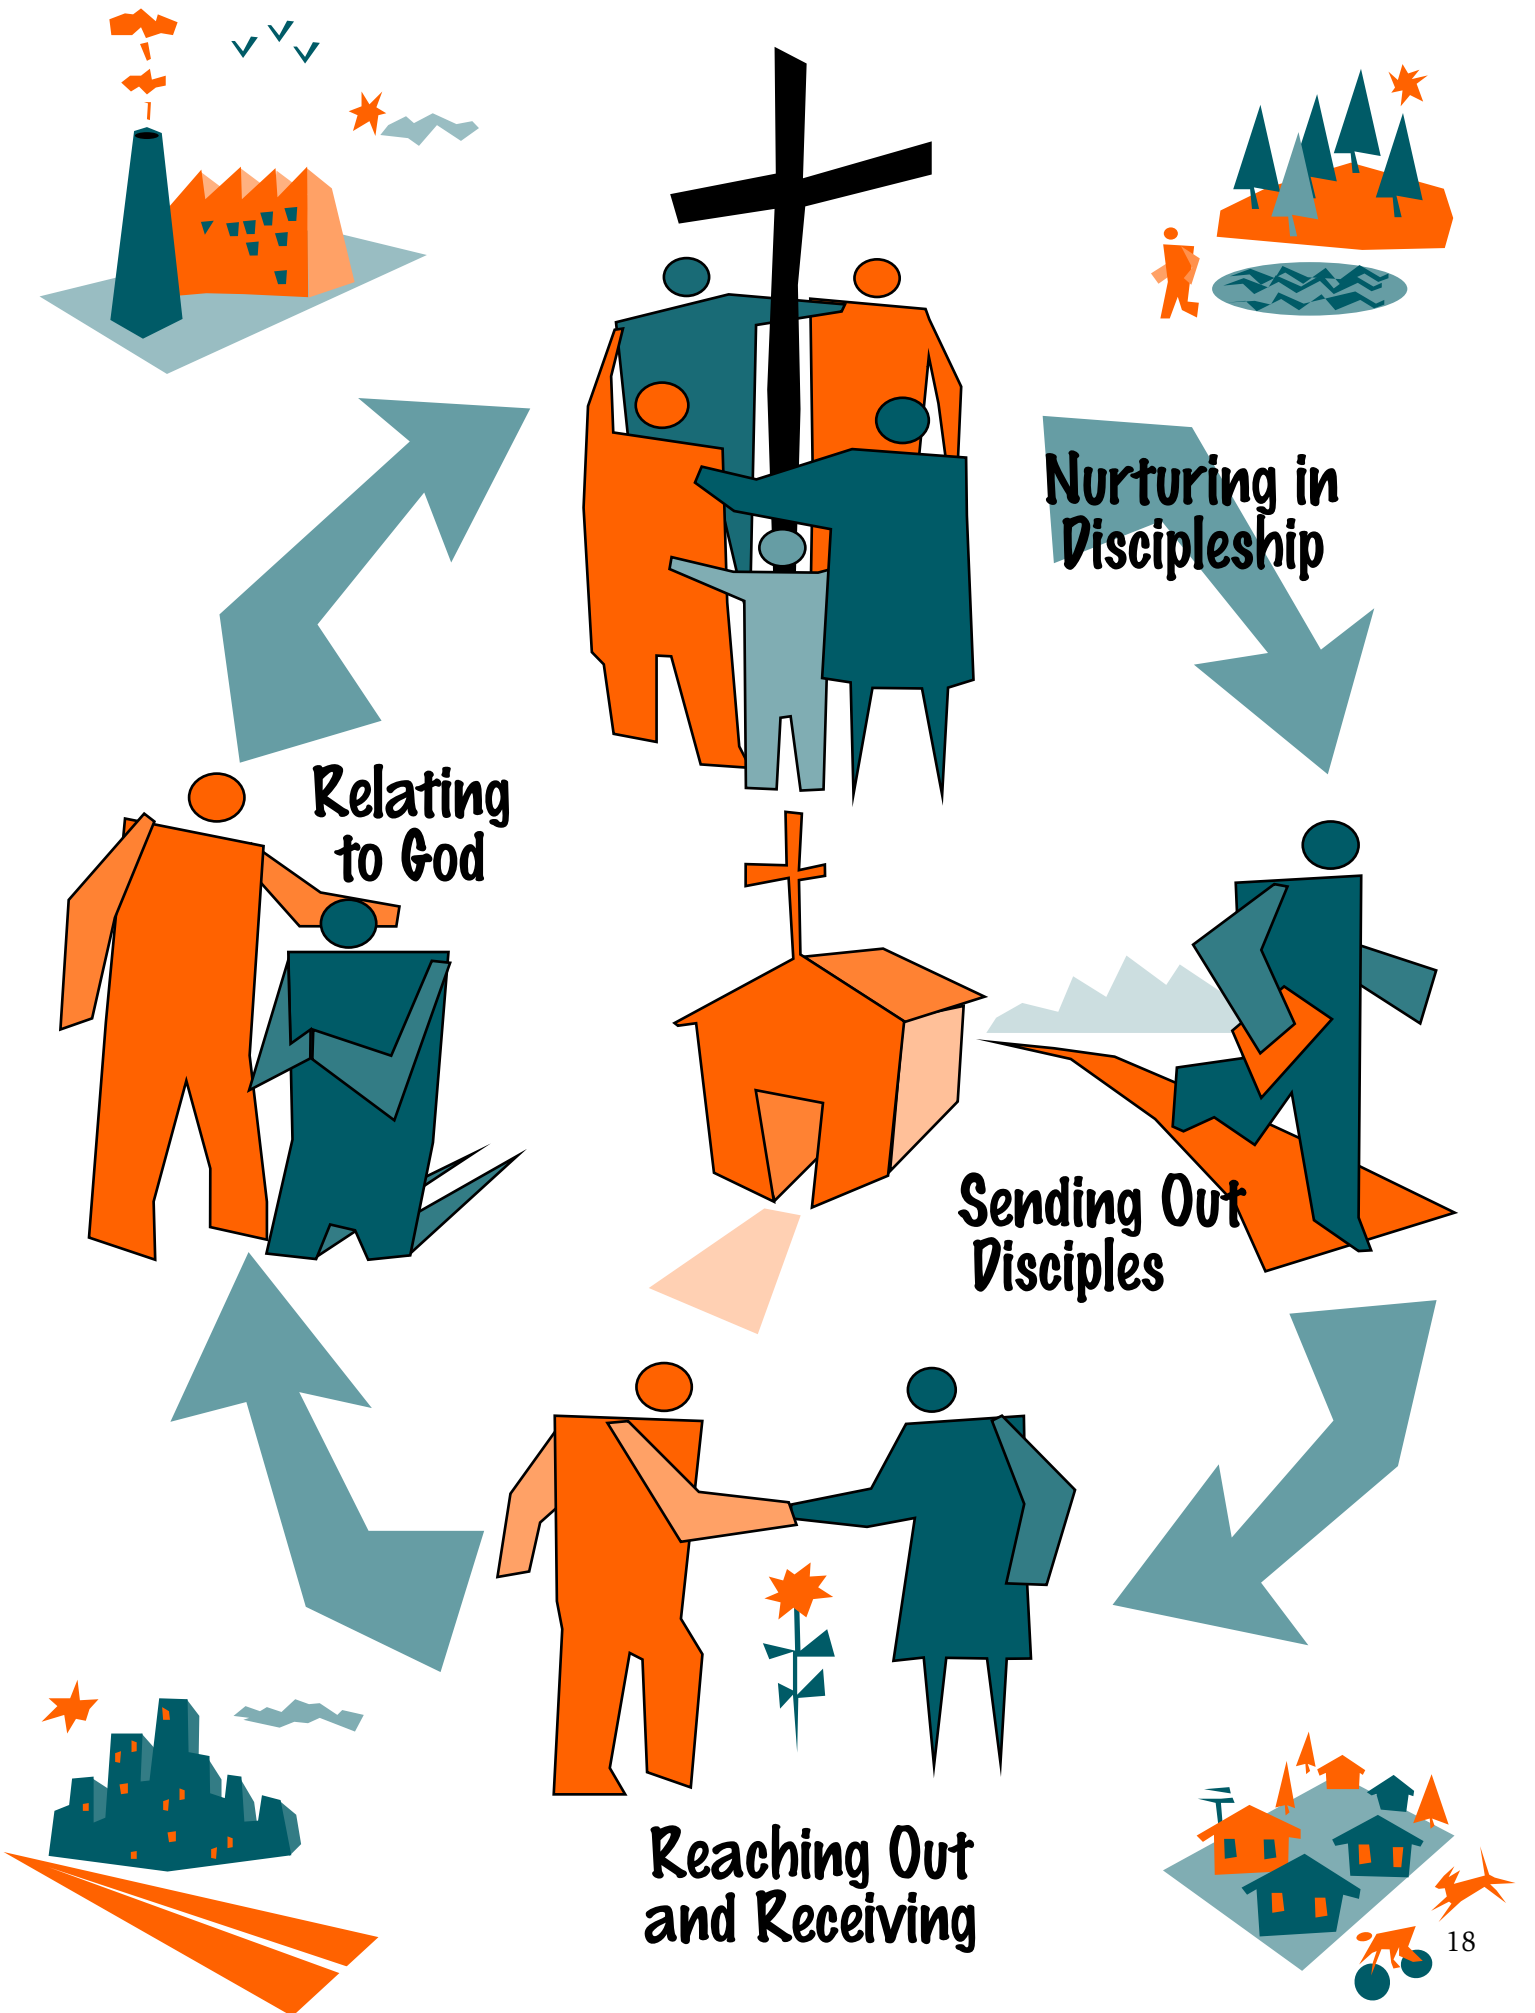 Nurturing in
Discipleship
Relating
to God
Sending Out
Disciples
Reaching Out
and Receiving
18